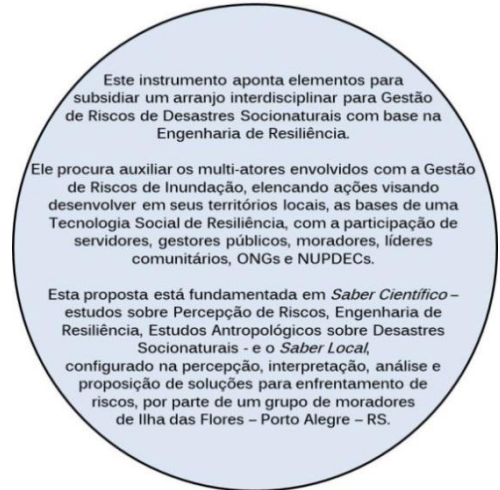 Este instrumento aponta elementos para
subsidiar um arranjo interdisciplinar para Gestão
de Riscos de Desastres Socionaturais com base na
Engenharia de Resiliência.
Ele procura auxiliar os multi-atores envolvidos com a Gestão
de Riscos de Inundação, elencando ações visando
desenvolver em seus territórios locais, as bases de uma
Tecnologia Social de Resiliência, com a participação de
servidores, gestores públicos, moradores, líderes
comunitários, ONGs e NUPDECs.
Esta proposta está fundamentada em Saber Científico –
estudos sobre Percepção de Riscos, Engenharia de
Resiliência, Estudos Antropológicos sobre Desastres
Socionaturais - e o Saber Local,
configurado na percepção, interpretação, análise e
proposição de soluções para enfrentamento de
riscos, por parte de um grupo de moradores
de Ilha das Flores – Porto Alegre – RS.